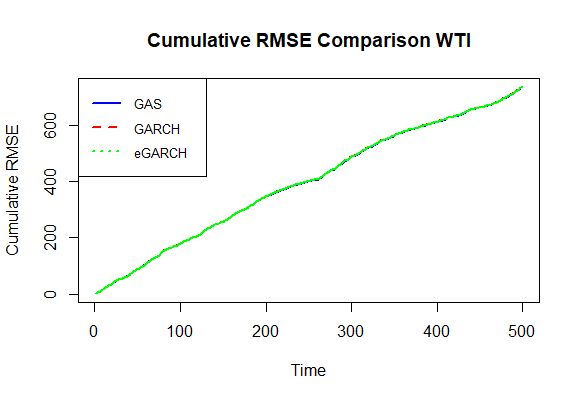 Cumulative RMSE Comparison WTI
GAS
GARCH
eGARCH
Cumulative RMSE
600
400
200
0
0 100 200 300 400 500
Time